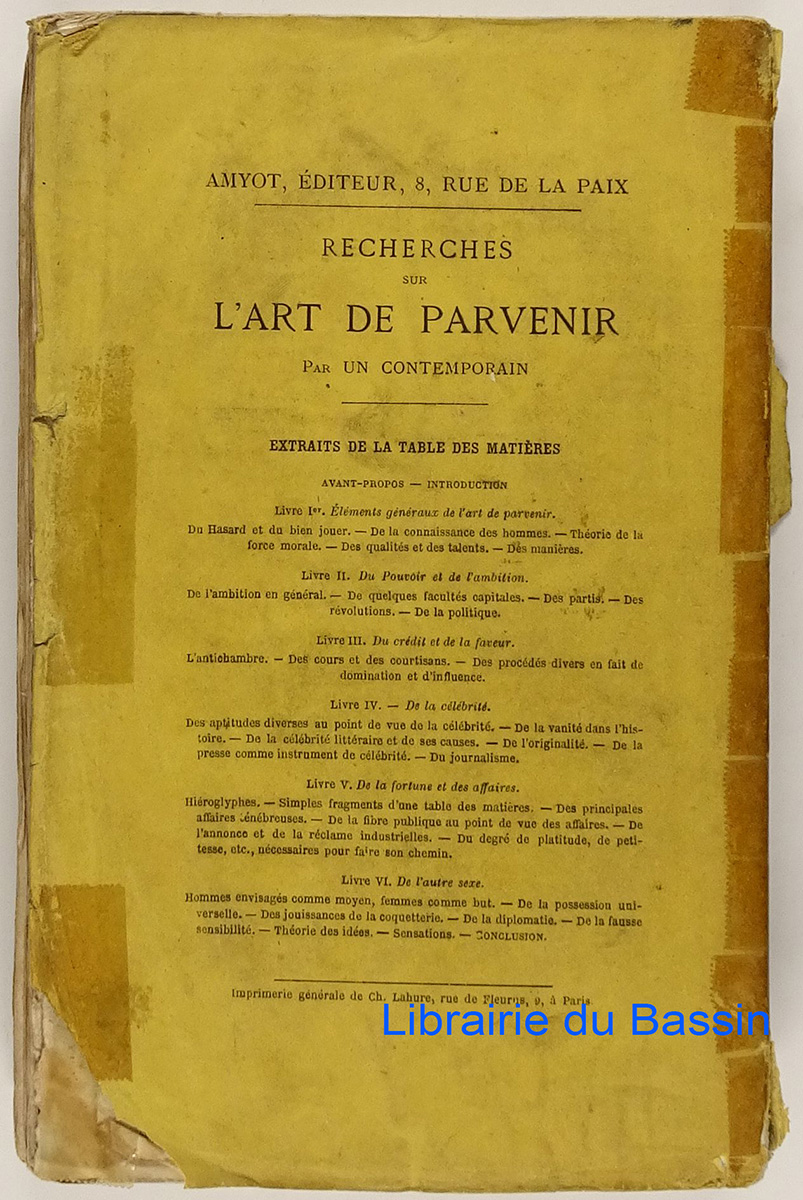 AMYOT, ÉDITEUR, 8, RUE DE LA PAIX
RECHERCHES
SUR
L'ART DE PARVENIR
PAR UN CONTEMPORAIN
EXTRAITS DE LA TABLE DES MATIÈRES
AVANT-PROPOS — INTRODUCTION
Livre Ier. Éléments généraux de l'art de parvenir.
Du Hasard et du bien jouer. — De la connaissance des hommes. — Théorie de la
force morale. — Des qualités et des talents. — Des manières.
Livre II. Du Pouvoir et de l'ambition.
De l'ambition en général. — De quelques facultés capitales. — Des partis. — Des
révolutions. — De la politique.
Livre III. Du crédit et de la faveur.
L'antichambre. — Des cours et des courtisans. — Des procédés divers en fait de
domination et d'influence.
Livre IV. — De la célébrité.
Des aptitudes diverses au point de vue de la célébrité. — De la vanité dans l'his-
toire. — De la célébrité littéraire et de ses causes. — De l'originalité. — De la
presse comme instrument de célébrité. — Du journalisme.
Livre V. De la fortune et des affaires.
Hiéroglyphes. — Simples fragments d'une table des matières. — Des principales
affaires ténébreuses. — De la fibre publique au point de vue des affaires. — De
l'annonce et de la réclame industrielles. — Du degré de platitude, de peti-
tesse, etc., nécessaires pour faire son chemin.
Livre VI. De l'autre sexe.
Hommes envisagés comme moyen, femmes comme but. — De la possession uni-
verselle. — Des jouissances de la coquetterie. — De la diplomatie. — De la fausse
sensibilité. — Théorie des idées. — Sensations. — CONCLUSION.
Imprimerie générale de Ch. Lahure, rue de Fleurus, 9, à Paris
Librairie du Bassin